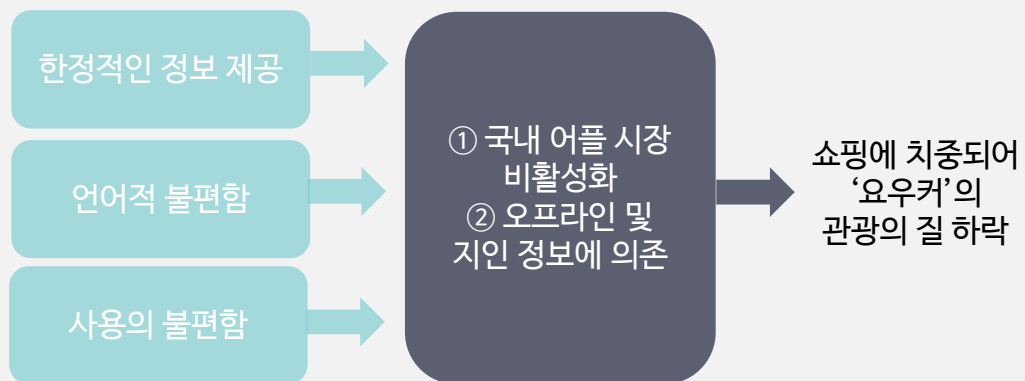 한정적인 정보 제공
언어적 불편함
사용의 불편함
① 국내 어플 시장
비활성화
② 오프라인 및
지인 정보에 의존
쇼핑에 치중되어
‘요우커’의
관광의 질 하락